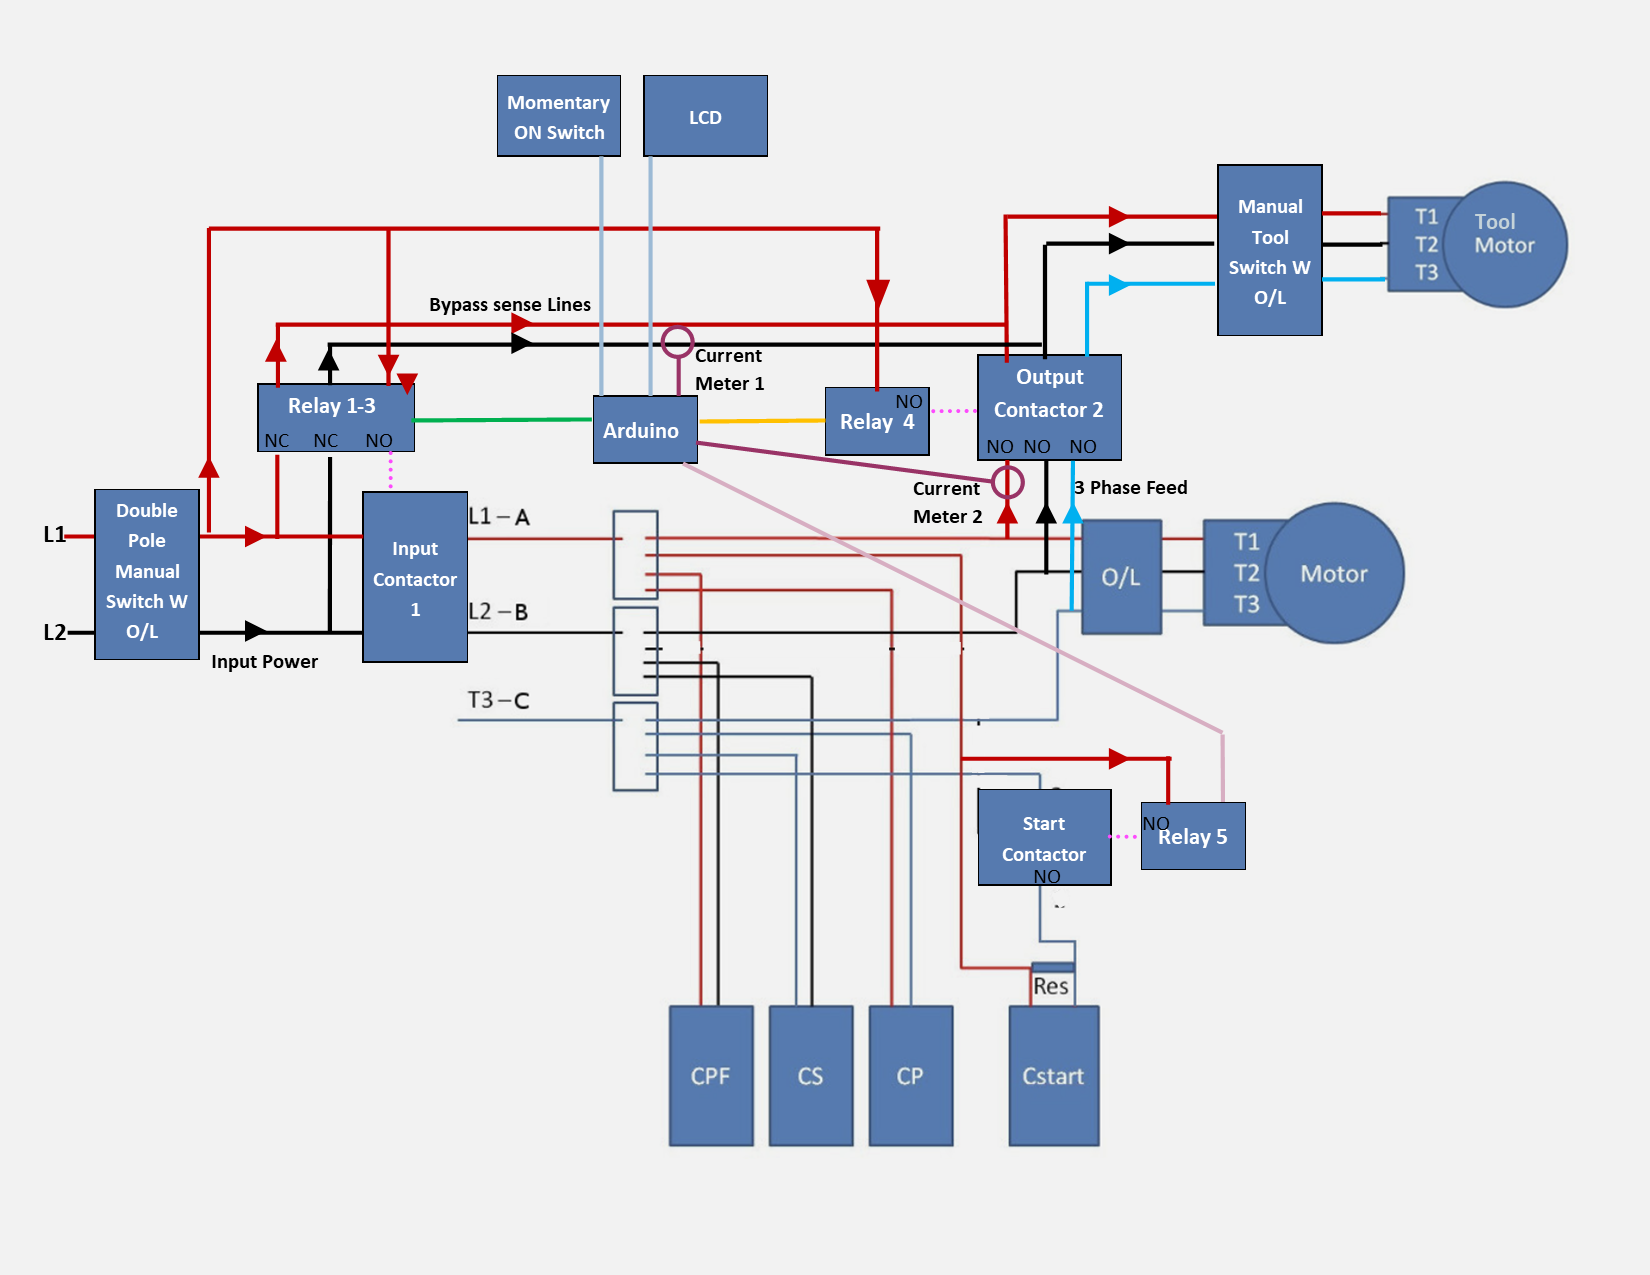 Momentary
ON Switch
LCD
Manual
Tool
Switch W
O/L
T1
T2
T3
Tool
Motor
Bypass sense Lines
Current
Meter 1
Relay 1-3
NC
NC
NO
Arduino
NO
Relay 4
Output
Contactor 2
NO
NO
NO
Current
Meter 2
3 Phase Feed
L1
L2
Double
Pole
Manual
Switch W
O/L
Input Power
Input
Contactor
1
L1 – A
L2 – B
T3 – C
O/L
T1
T2
T3
Motor
Start
Contactor
NO
NO
Relay 5
Res
CPF
CS
CP
Cstart